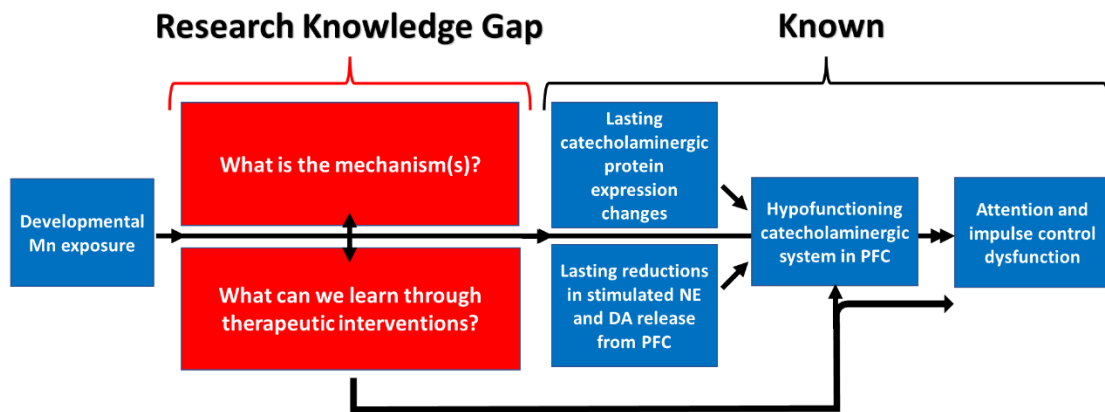 Research Knowledge Gap
Known
Developmental
Mn exposure
What is the mechanism(s)?
What can we learn through
therapeutic interventions?
Lasting
catecholaminergic
protein
expression
changes
Lasting reductions
in stimulated NE
and DA release
from PFC
Hypofunctioning
catecholaminergic
system in PFC
Attention and
impulse control
dysfunction